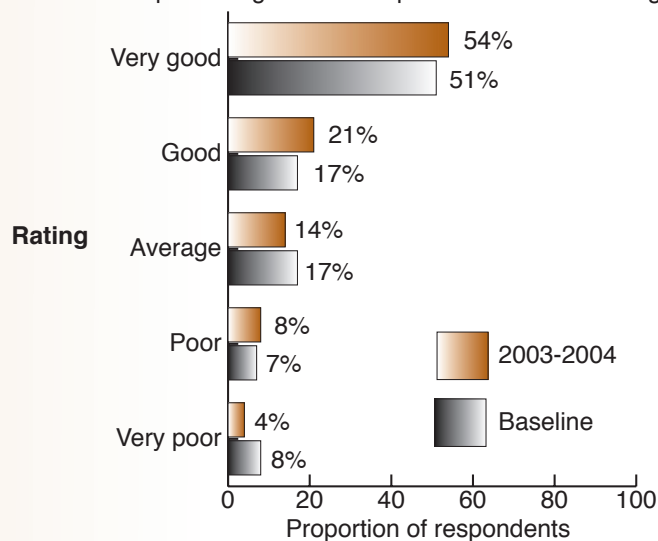 Very good
54%
51%
Good
21%
17%
Rating
Average
14%
17%
Poor
8%
7%
2003-2004
Very poor
4%
8%
Baseline
0 20 40 60 80 100
Proportion of respondents